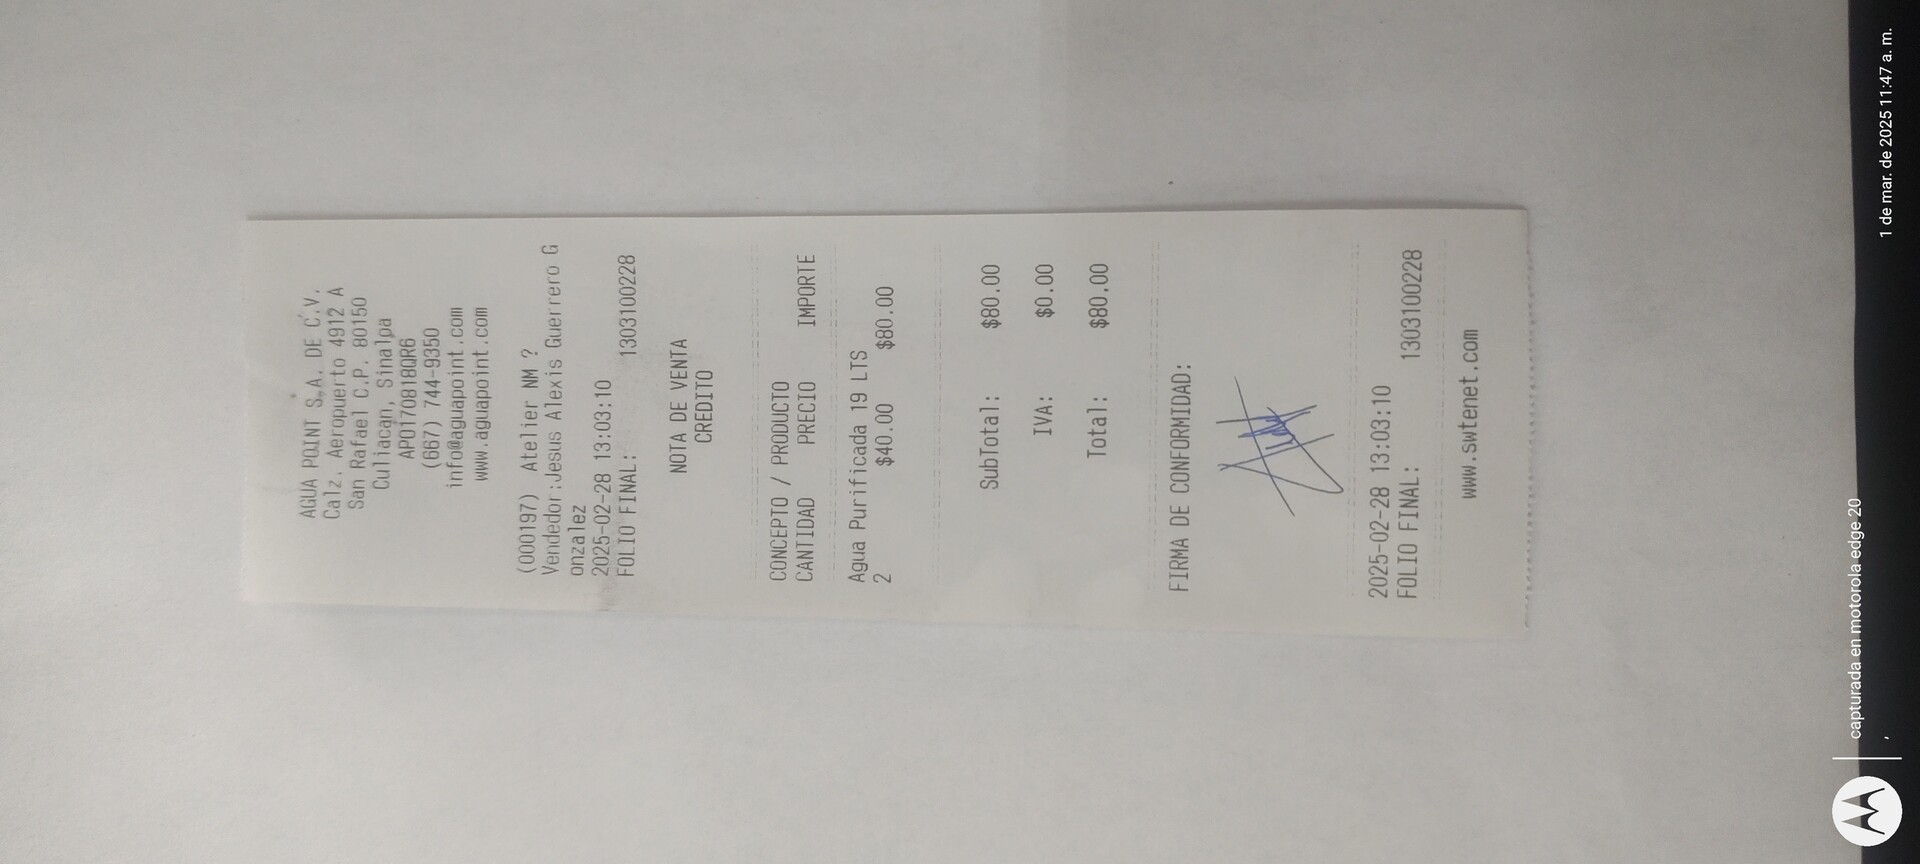 AGUA POINT S.A. DE C.V.
Calz. Aeropuerto 4912 A
San Rafael C.P. 80150
Culiacan, Sinalpa
APO170818QR6
(667) 744-9350
info@aguapoint.com
www.aguapoint.com
(000197) Atelier NM ?
Vendedor:Jesus Alexis Guerrero G
onzalez
2025-02-28 13:03:10
FOLIO FINAL: 1303100228
NOTA DE VENTA
CREDITO
CONCEPTO / PRODUCTO
CANTIDAD PRECIO IMPORTE
Agua Purificada 19 LTS
2 $40.00 $80.00
SubTotal: $80.00
IVA: $0.00
Total: $80.00
FIRMA DE CONFORMIDAD:
2025-02-28 13:03:10
FOLIO FINAL: 1303100228
www.swtenet.com
capturada en motorola edge 20
,
1 de mar. de 2025 11:47 a. m.